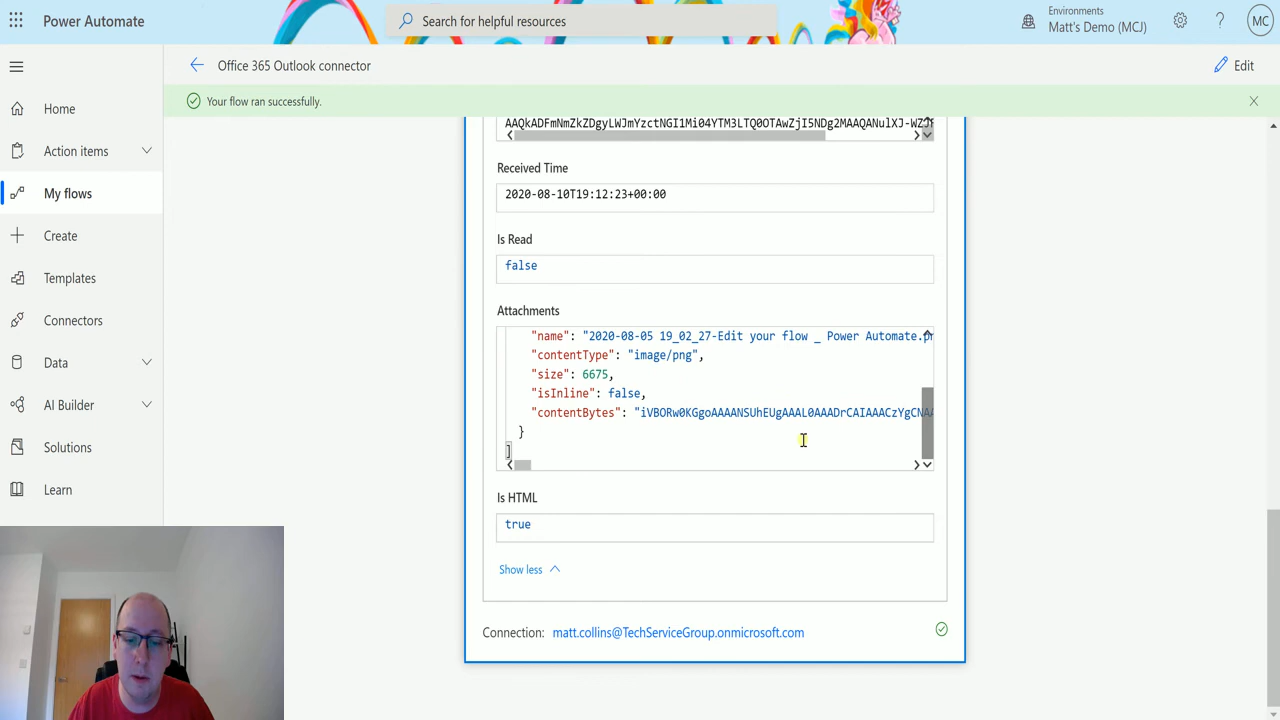 Power Automate
Search for helpful resources
Environments
Matt's Demo (MCJ)
MC
Office 365 Outlook connector
Edit
Your flow ran successfully.
Home
Action items
My flows
Create
Templates
Connectors
Data
AI Builder
Solutions
Learn
Received Time
2020-08-10T19:12:23+00:00
Is Read
false
Attachments
"name": "2020-08-05 19_02_27-Edit your flow _ Power Automate.pn
"contentType": "image/png",
"size": 6675,
"isInline": false,
"contentBytes": "iVBORw0KGgoAAAANSUhEUgAAAL0AAADrCAIAAACzYgCNAA
}
]
Is HTML
true
Show less
Connection: matt.collins@TechServiceGroup.onmicrosoft.com